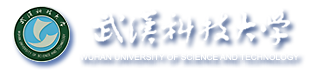 武汉科技大学
WUHAN UNIVERSITY OF SCIENCE AND TECHNOLOGY